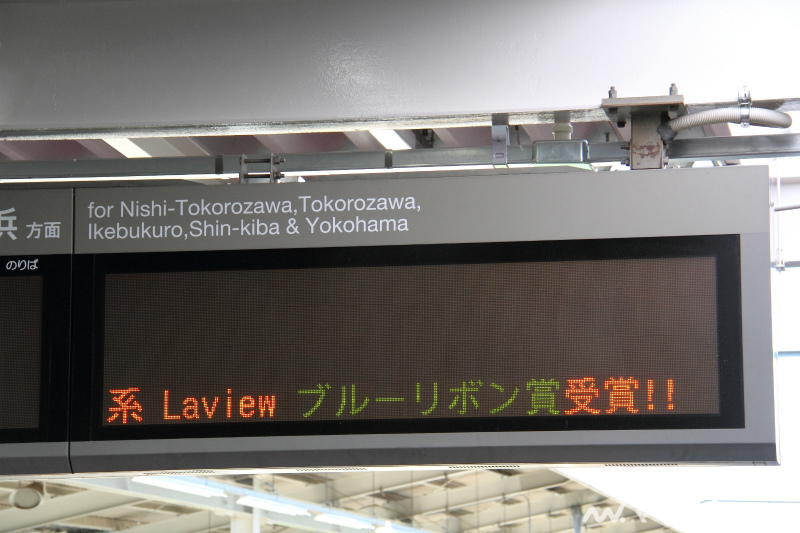 浜 方面
for Nishi-Tokorozawa,Tokorozawa,
Ikebukuro,Shin-kiba & Yokohama
のりば
系 Laview ブルーリボン賞受賞!!